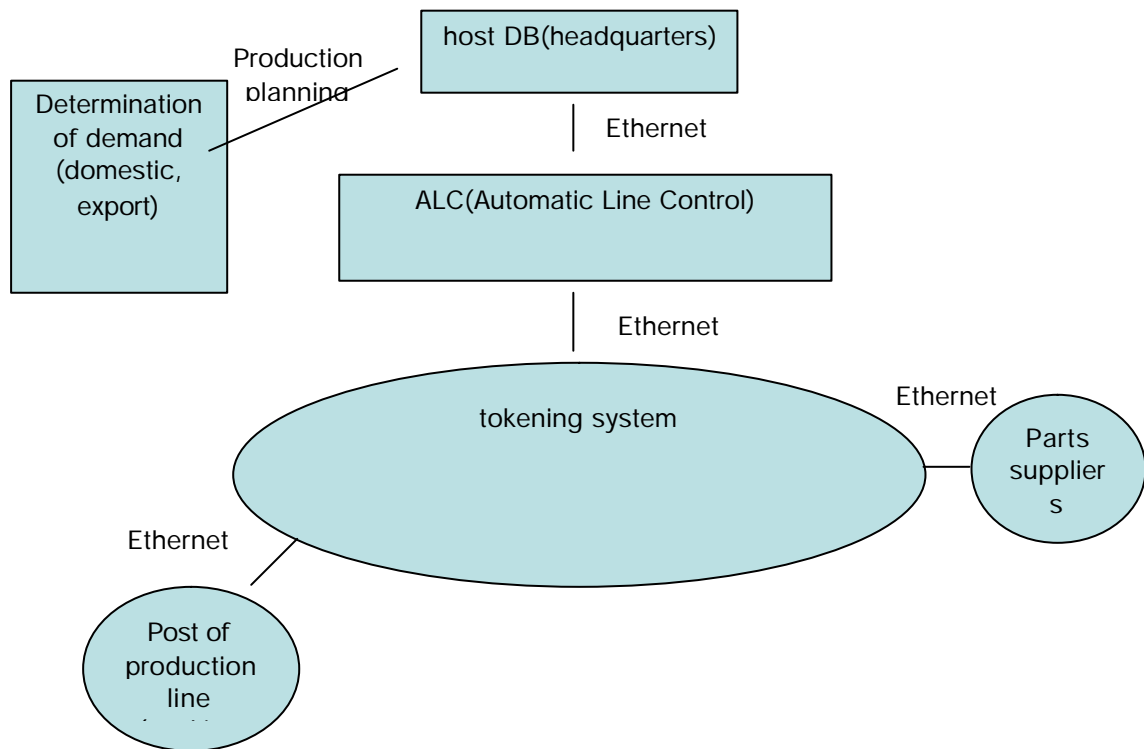 host DB(headquarters)
Production
planning
Determination
of demand
(domestic,
export)
Ethernet
ALC(Automatic Line Control)
Ethernet
tokening system
Ethernet
Parts
supplier
s
Ethernet
Post of
production
line